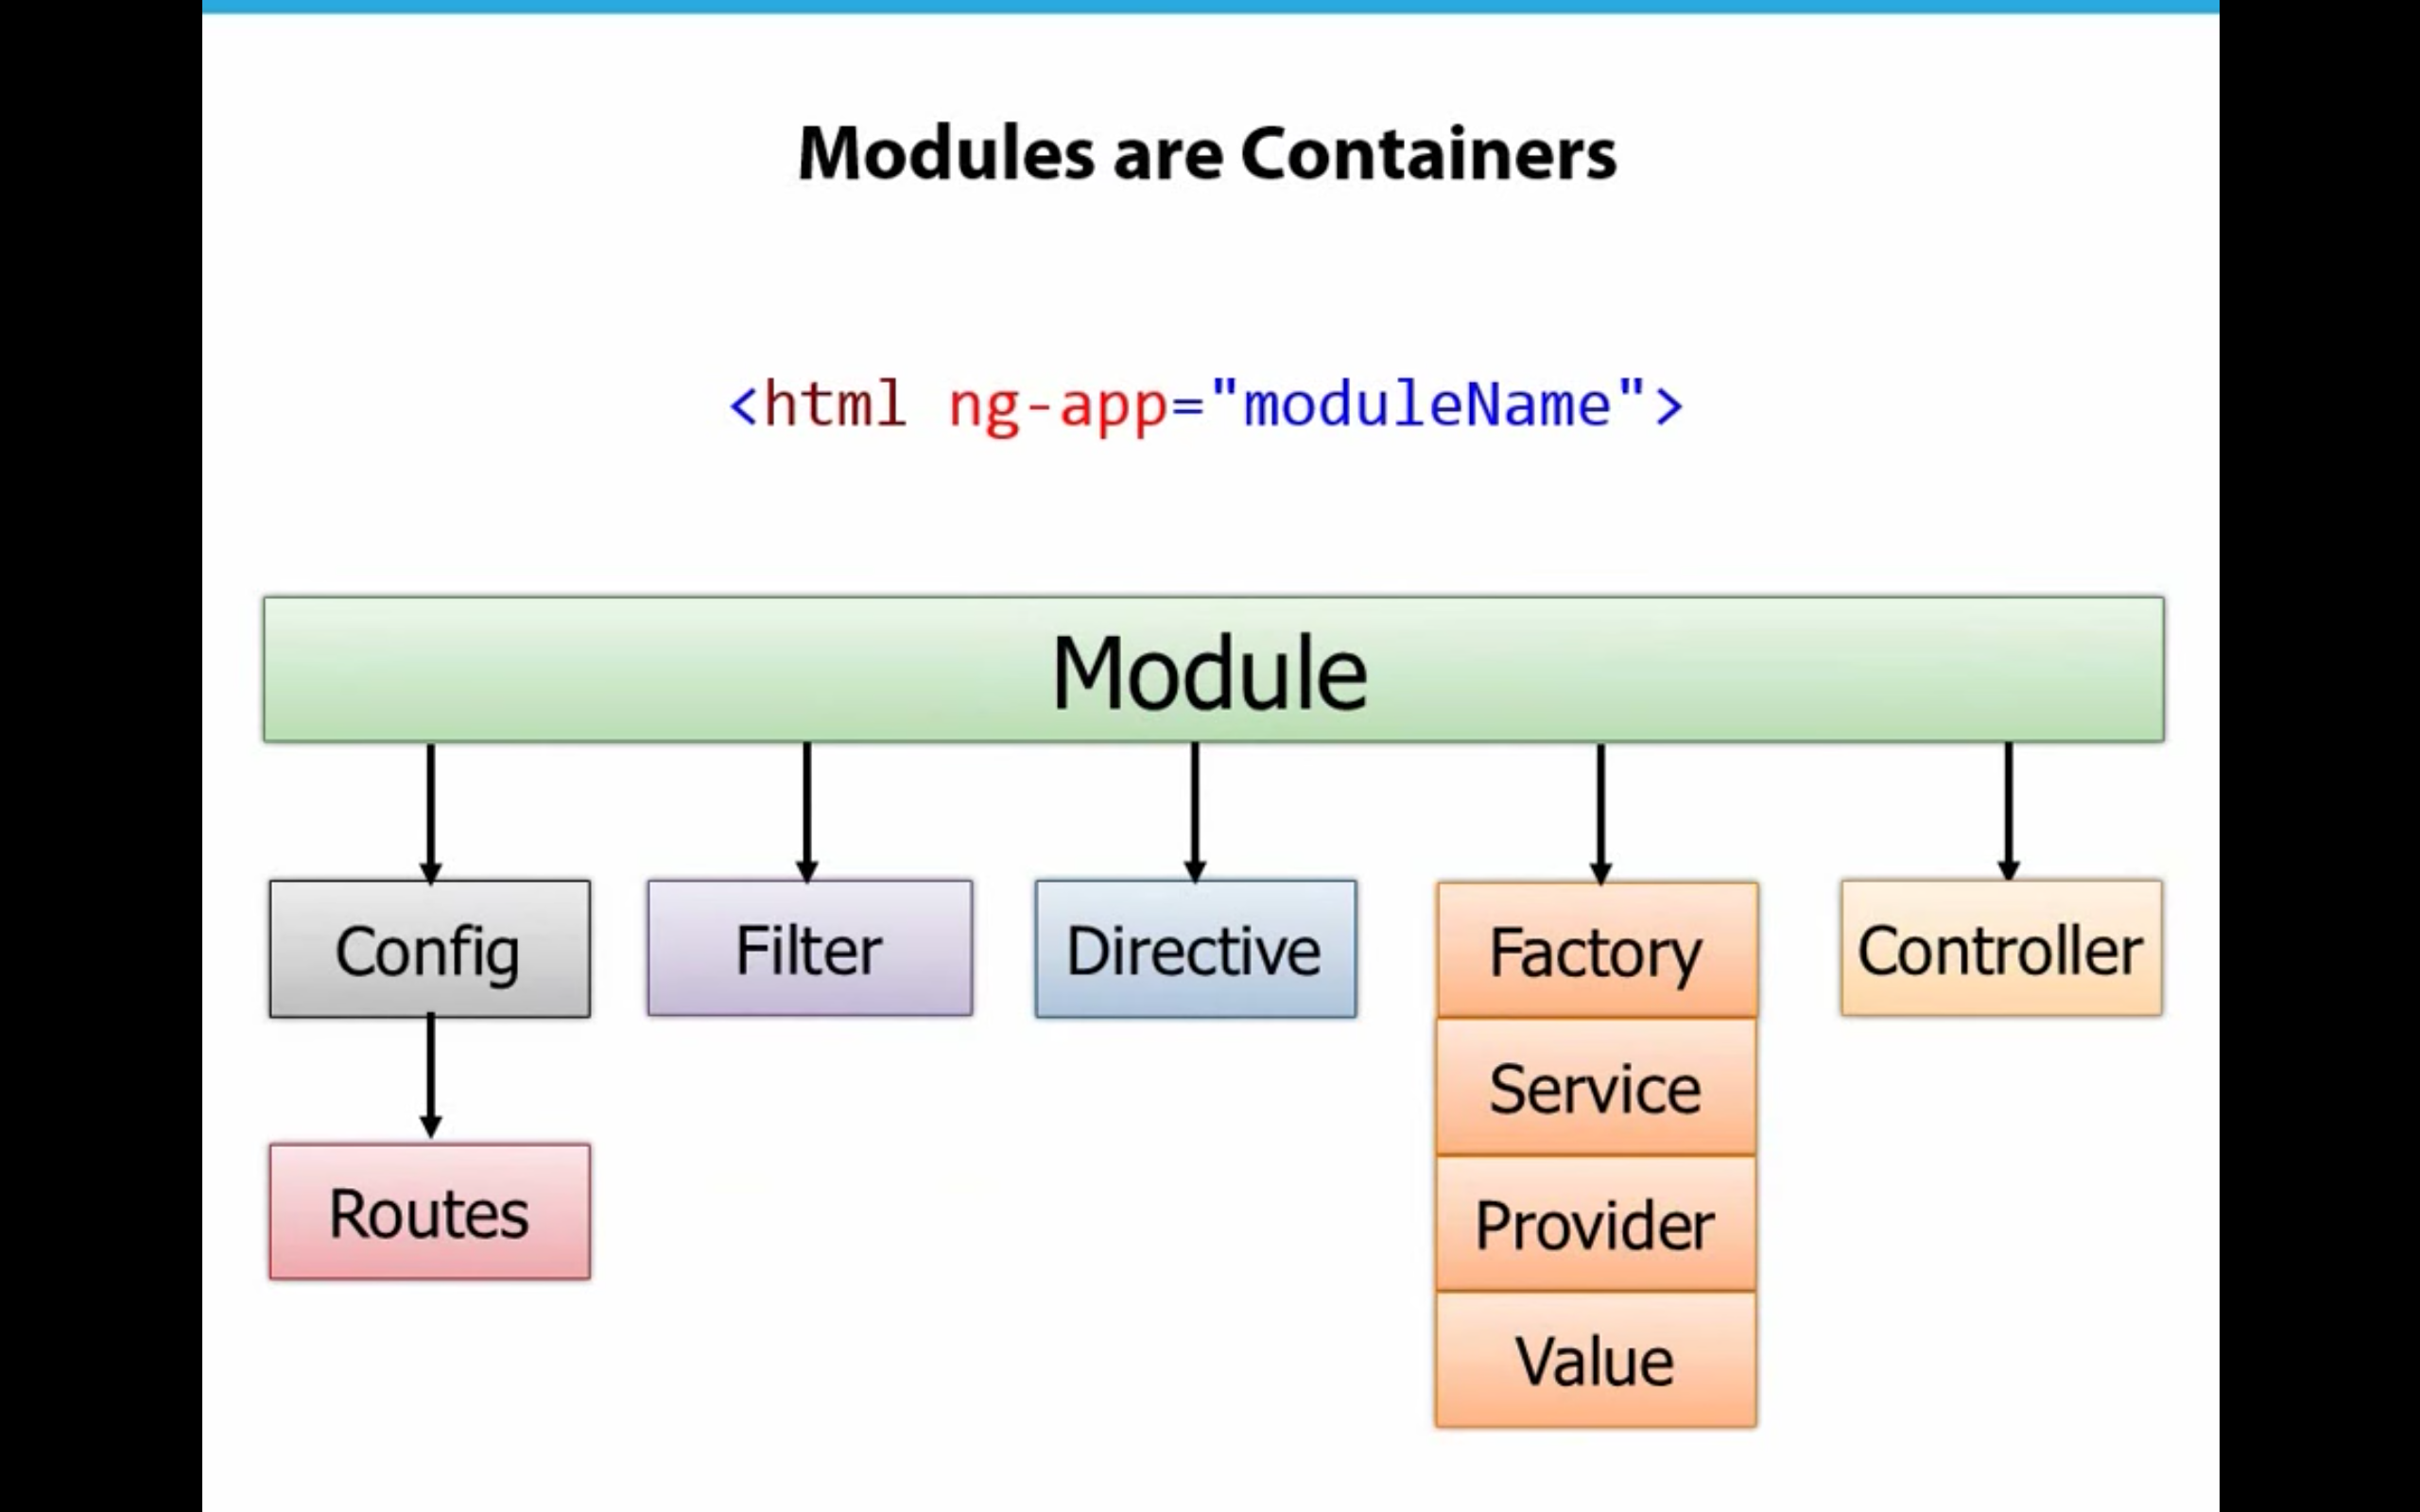 Modules are Containers
<html ng-app="moduleName">
Module
Config
Filter
Directive
Factory
Controller
Service
Routes
Provider
Value